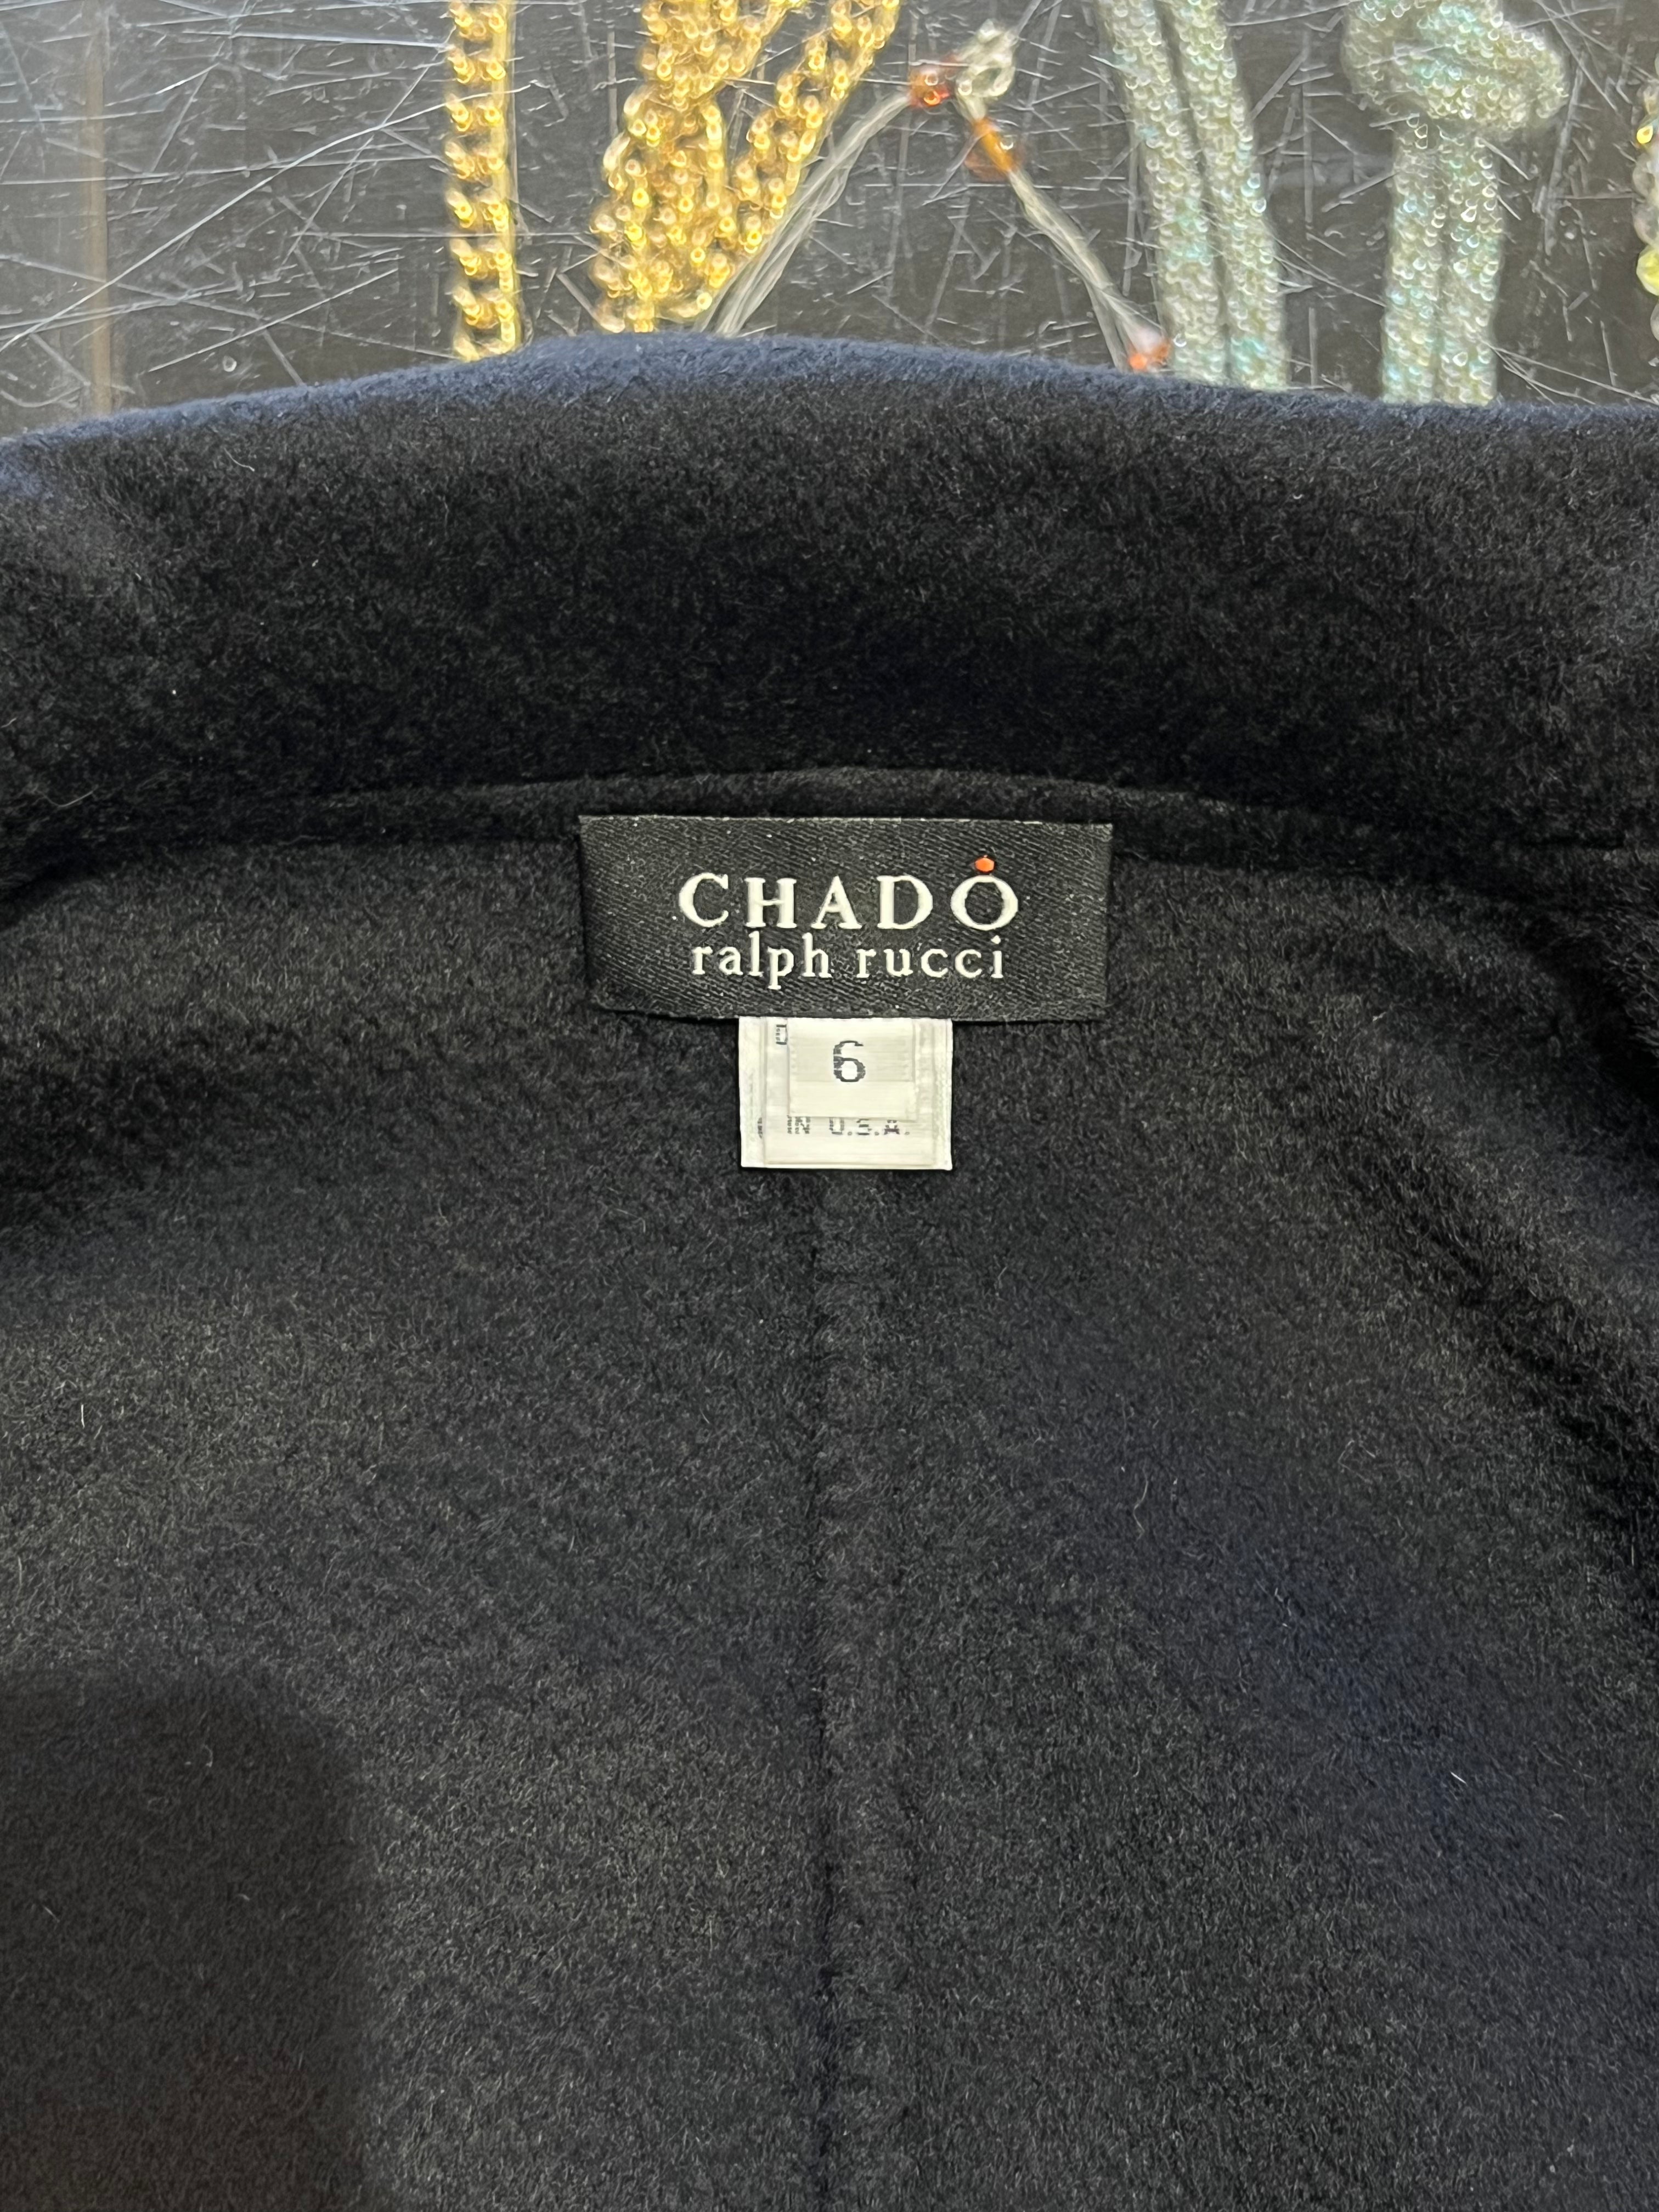 CHADO
ralph rucci
6
IN U.S.A.